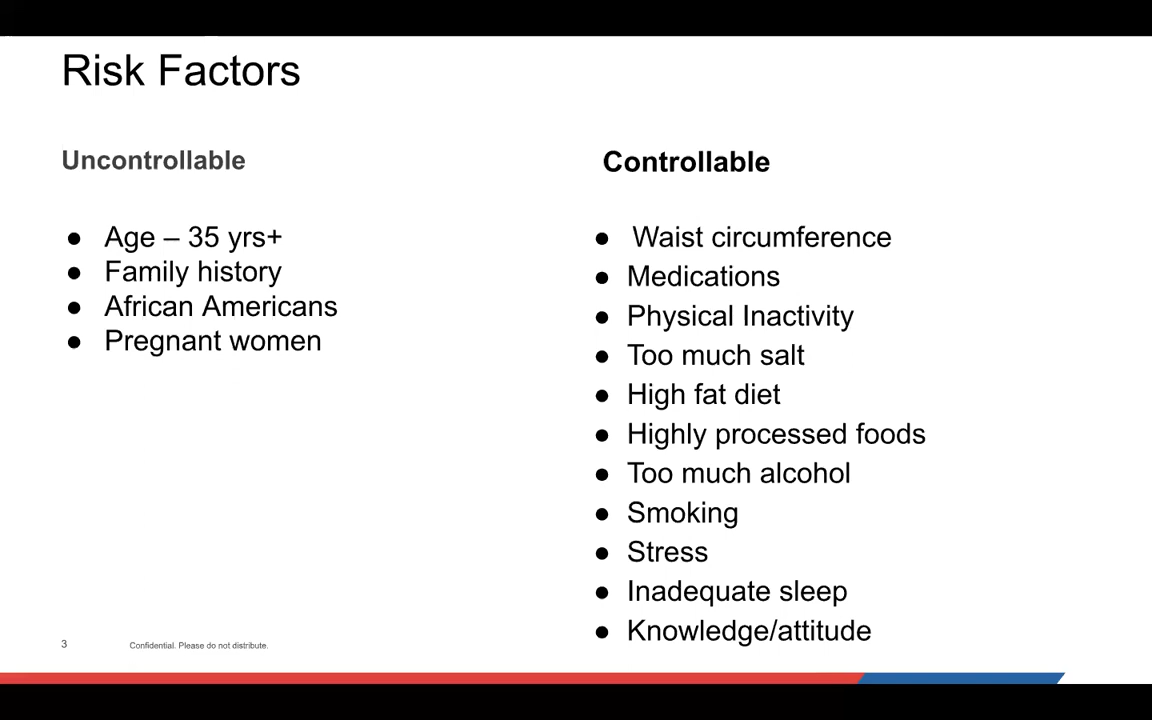 Risk Factors
Uncontrollable
● Age – 35 yrs+
● Family history
● African Americans
● Pregnant women
Controllable
● Waist circumference
● Medications
● Physical Inactivity
● Too much salt
● High fat diet
● Highly processed foods
● Too much alcohol
● Smoking
● Stress
● Inadequate sleep
● Knowledge/attitude
3 Confidential. Please do not distribute.